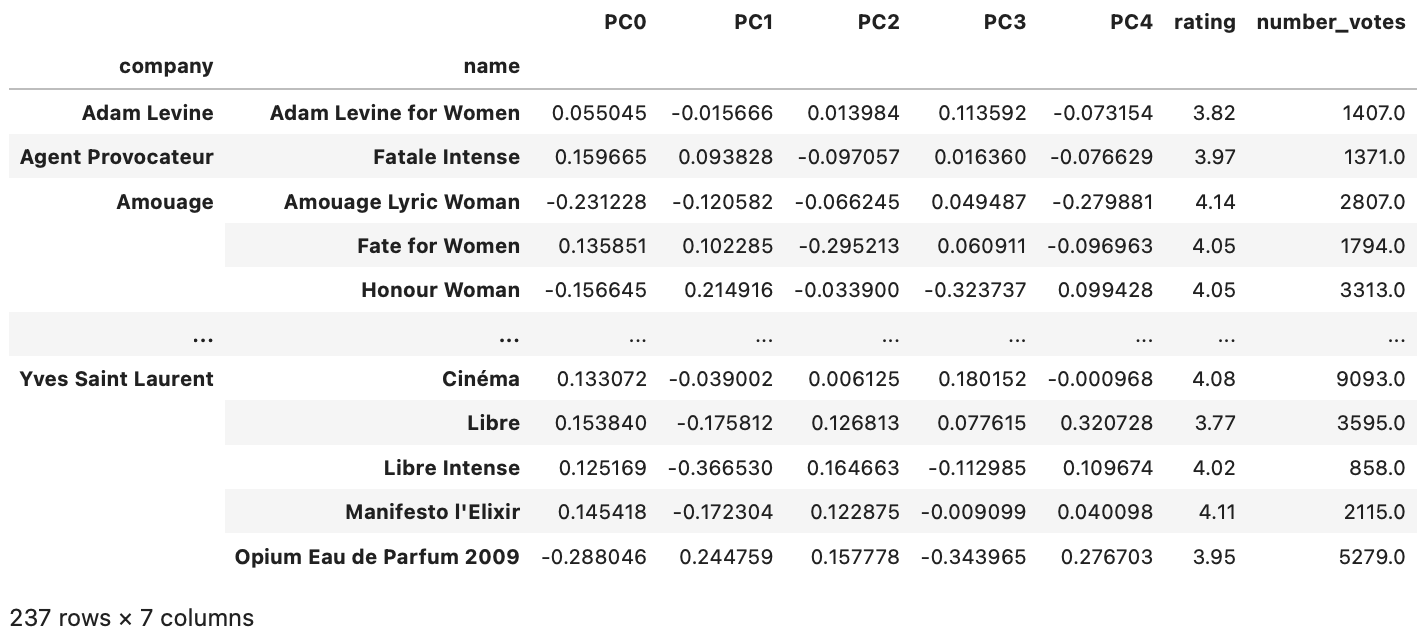 PC0 PC1 PC2 PC3 PC4 rating number_votes
company name
Adam Levine Adam Levine for Women 0.055045 -0.015666 0.013984 0.113592 -0.073154 3.82 1407.0
Agent Provocateur Fatale Intense 0.159665 0.093828 -0.097057 0.016360 -0.076629 3.97 1371.0
Amouage Amouage Lyric Woman -0.231228 -0.120582 -0.066245 0.049487 -0.279881 4.14 2807.0
Fate for Women 0.135851 0.102285 -0.295213 0.060911 -0.096963 4.05 1794.0
Honour Woman -0.156645 0.214916 -0.033900 -0.323737 0.099428 4.05 3313.0
... ... ... ... ... ... ... ... ...
Yves Saint Laurent Cinéma 0.133072 -0.039002 0.006125 0.180152 -0.000968 4.08 9093.0
Libre 0.153840 -0.175812 0.126813 0.077615 0.320728 3.77 3595.0
Libre Intense 0.125169 -0.366530 0.164663 -0.112985 0.109674 4.02 858.0
Manifesto l'Elixir 0.145418 -0.172304 0.122875 -0.009099 0.040098 4.11 2115.0
Opium Eau de Parfum 2009 -0.288046 0.244759 0.157778 -0.343965 0.276703 3.95 5279.0
237 rows × 7 columns